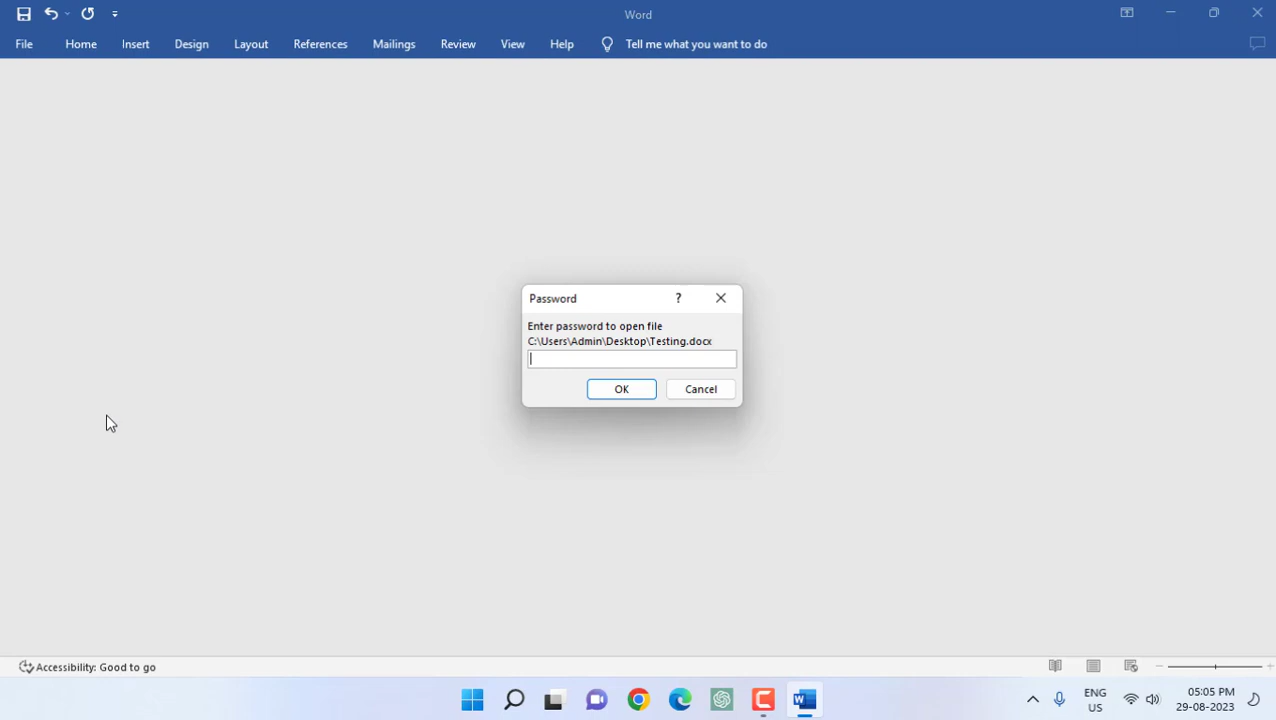 Word
File Home Insert Design Layout References Mailings Review View Help Tell me what you want to do
Password ?
Enter password to open file
C:\Users\Admin\Desktop\Testing.docx
OK Cancel
Accessibility: Good to go
ENG 05:05 PM
US 29-08-2023